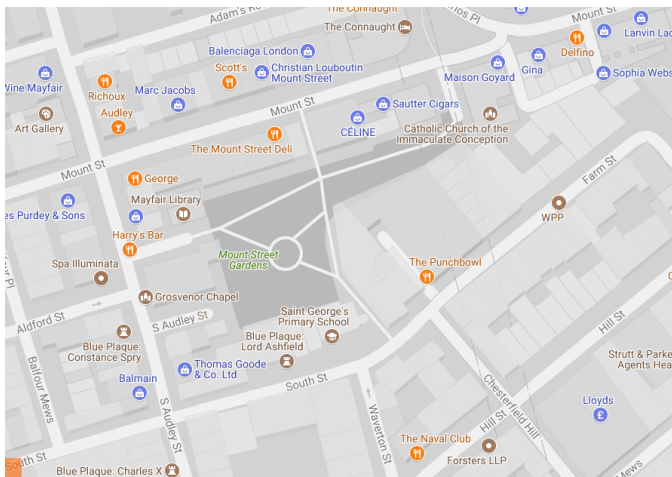 The Connaught
Adam's Ro
The Connaught
os Pl
Mount St
Lanvin Lad
Balenciaga London
Delfino
Christian Louboutin
Mount Street
Scott's
Wine Mayfair
Richoux
Marc Jacobs
Maison Goyard
Gina
Sophia Webs
Art Gallery
Audley
Mount St
Sautter Cigars
CÉLINE
Catholic Church of the
Immaculate Conception
The Mount Street Deli
Mount St
George
Farm St
Mayfair Library
es Purdey & Sons
WPP
Harry's Bar
Mount Street
Gardens
Spa Illuminata
The Punchbowl
Grosvenor Chapel
Aldford St
S Audley St
Saint George's
Primary School
Hill St
Blue Plaque:
Constance Spry
Blue Plaque:
Lord Ashfield
Balfour Mews
Thomas Goode
& Co. Ltd
Strutt & Parke
Agents Hea
Balmain
South St
Lloyds
£
Chesterfield Hill
S Audley St
Waverton St
Hill St
The Naval Club
Forsters LLP
South St
Blue Plaque: Charles X
Mews